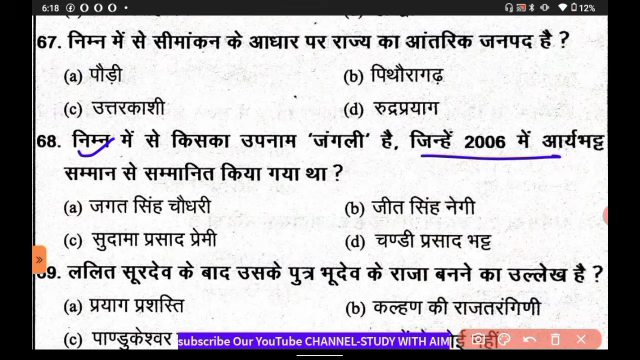 6:18
12%
67. निम्न में से सीमांकन के आधार पर राज्य का आंतरिक जनपद है ?
(a) पौड़ी (b) पिथौरागढ़
(c) उत्तरकाशी (d) रुद्रप्रयाग
68. निम्न में से किसका उपनाम ‘जंगली’ है, जिन्हें 2006 में आर्यभट्ट
सम्मान से सम्मानित किया गया था ?
(a) जगत सिंह चौधरी (b) जीत सिंह नेगी
(c) सुदामा प्रसाद प्रेमी (d) चण्डी प्रसाद भट्ट
69. ललित सूरदेव के बाद उसके पुत्र भूदेव के राजा बनने का उल्लेख है ?
(a) प्रयाग प्रशस्ति (b) कल्हण की राजतरंगिणी
(c) पाण्डुकेश्वर
subscribe Our YouTube CHANNEL-STUDY WITH AIM